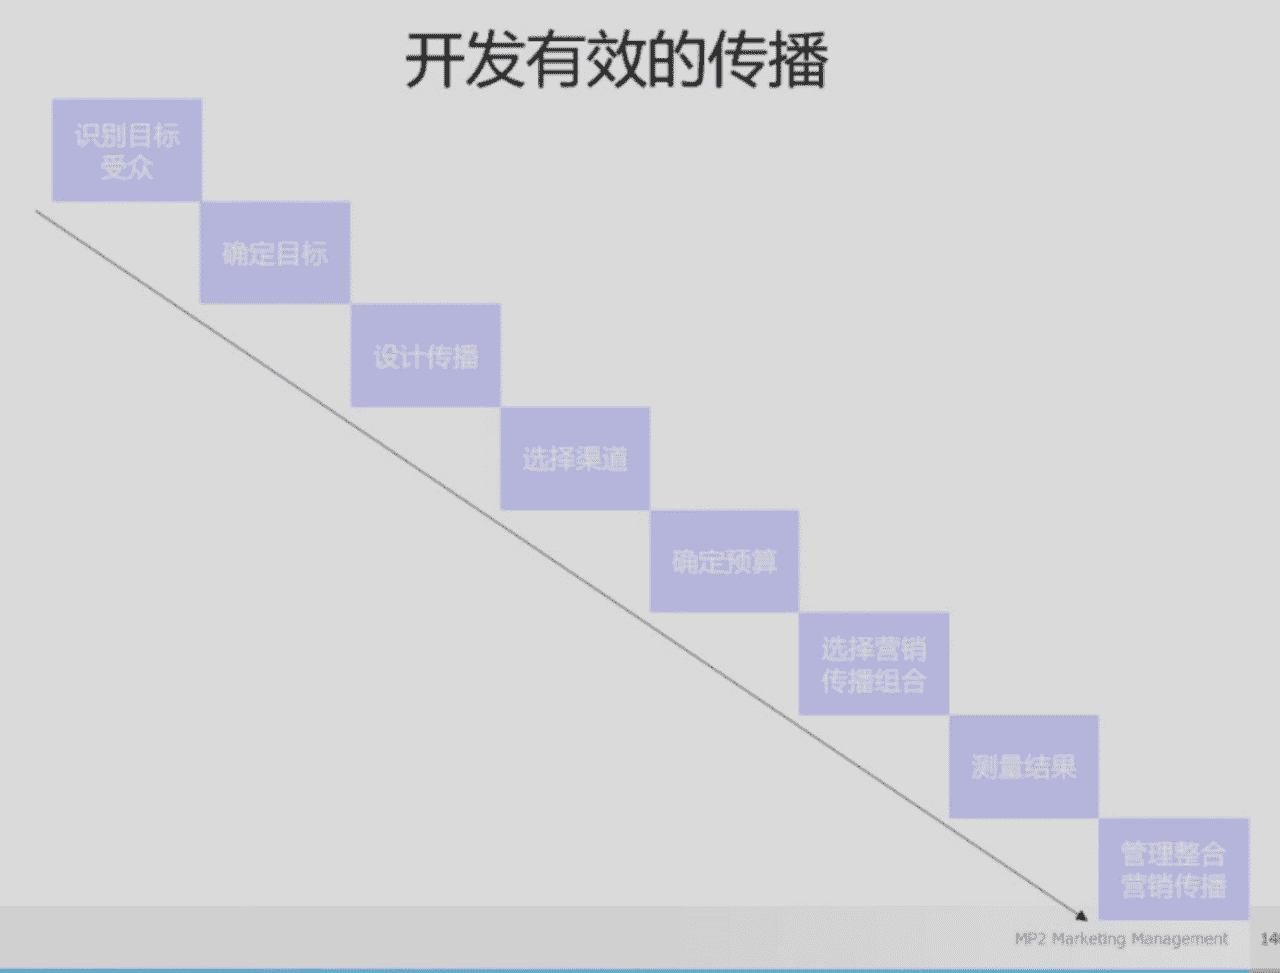 开发有效的传播
识别目标
受众
确定目标
设计传播
选择渠道
确定预算
选择营销
传播组合
测量结果
管理整合
营销传播
MP2 Marketing Management